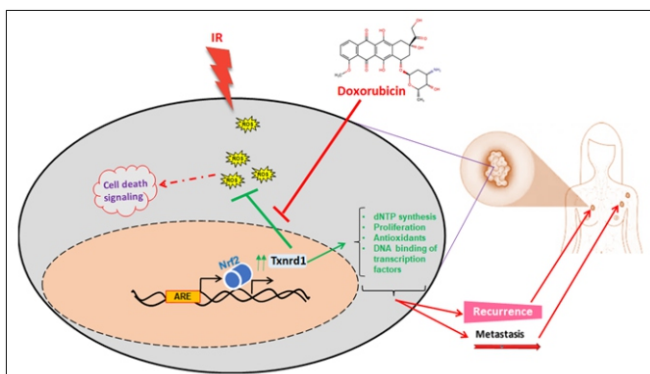 IR
Doxorubicin
ROS
ROS
ROS
ROS
Cell death
signaling
Nrf2
Txnrd1
ARE
• dNTP synthesis
• Proliferation
• Antioxidants
• DNA binding of
transcription
factors
Recurrence
Metastasis